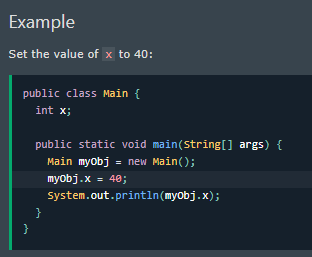 Example
Set the value of x to 40:
public class Main {
  int x;

  public static void main(String[] args) {
    Main myObj = new Main();
    myObj.x = 40;
    System.out.println(myObj.x);
  }
}